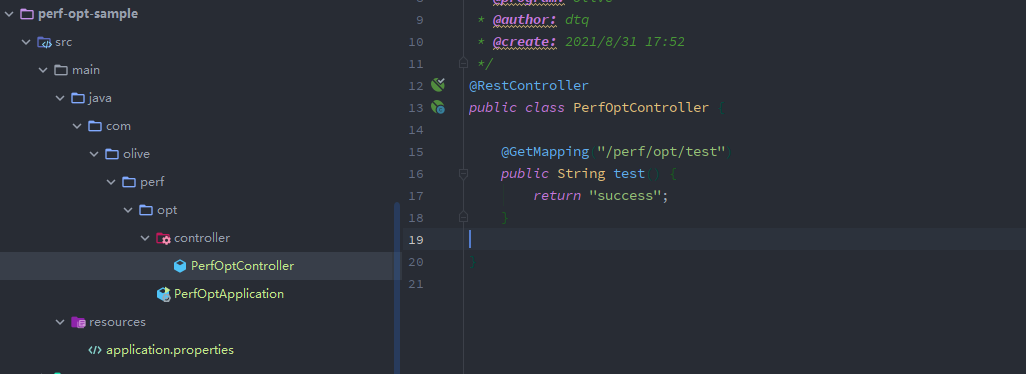 perf-opt-sample
src
main
java
com
olive
perf
opt
controller
PerfOptController
PerfOptApplication
resources
application.properties
9 * @author: dtq
10 * @create: 2021/8/31 17:52
11 */
12 @RestController
13 public class PerfOptController {
14
15 @GetMapping("/perf/opt/test")
16 public String test() {
17 return "success";
18 }
19
20 }
21